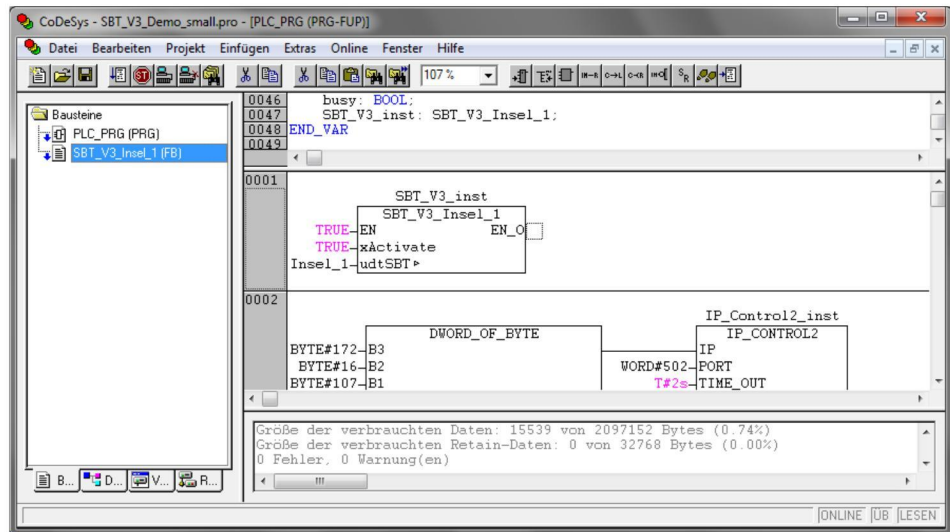 CoDeSys - SBT_V3_Demo_small.pro - [PLC_PRG (PRG-FUP)]
Datei Bearbeiten Projekt Einfügen Extras Online Fenster Hilfe
107 %
Bausteine
PLC_PRG (PRG)
SBT_V3_Insel_1 (FB)
0046 busy: BOOL;
0047 SBT_V3_inst: SBT_V3_Insel_1;
0048 END_VAR
0049
0001
SBT_V3_inst
SBT_V3_Insel_1
TRUE EN EN_O
TRUE xActivate
Insel_1 udtSBT
0002
IP_Control2_inst
DWORD_OF_BYTE IP_CONTROL2
BYTE#172 B3 IP
BYTE#16 B2 WORD#502 PORT
BYTE#107 B1 T#2s TIME_OUT
Größe der verbrauchten Daten: 15539 von 2097152 Bytes (0.74%)
Größe der verbrauchten Retain-Daten: 0 von 32768 Bytes (0.00%)
0 Fehler, 0 Warnung(en)
B... D... V... R...
ONLINE ÜB LESEN